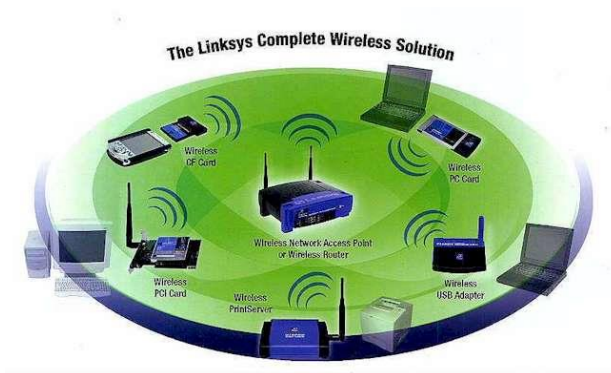 The Linksys Complete Wireless Solution
Wireless
CF Card
Wireless
PC Card
Wireless Network Access Point
or Wireless Router
Wireless
PCI Card
Wireless
USB Adapter
Wireless
PrintServer